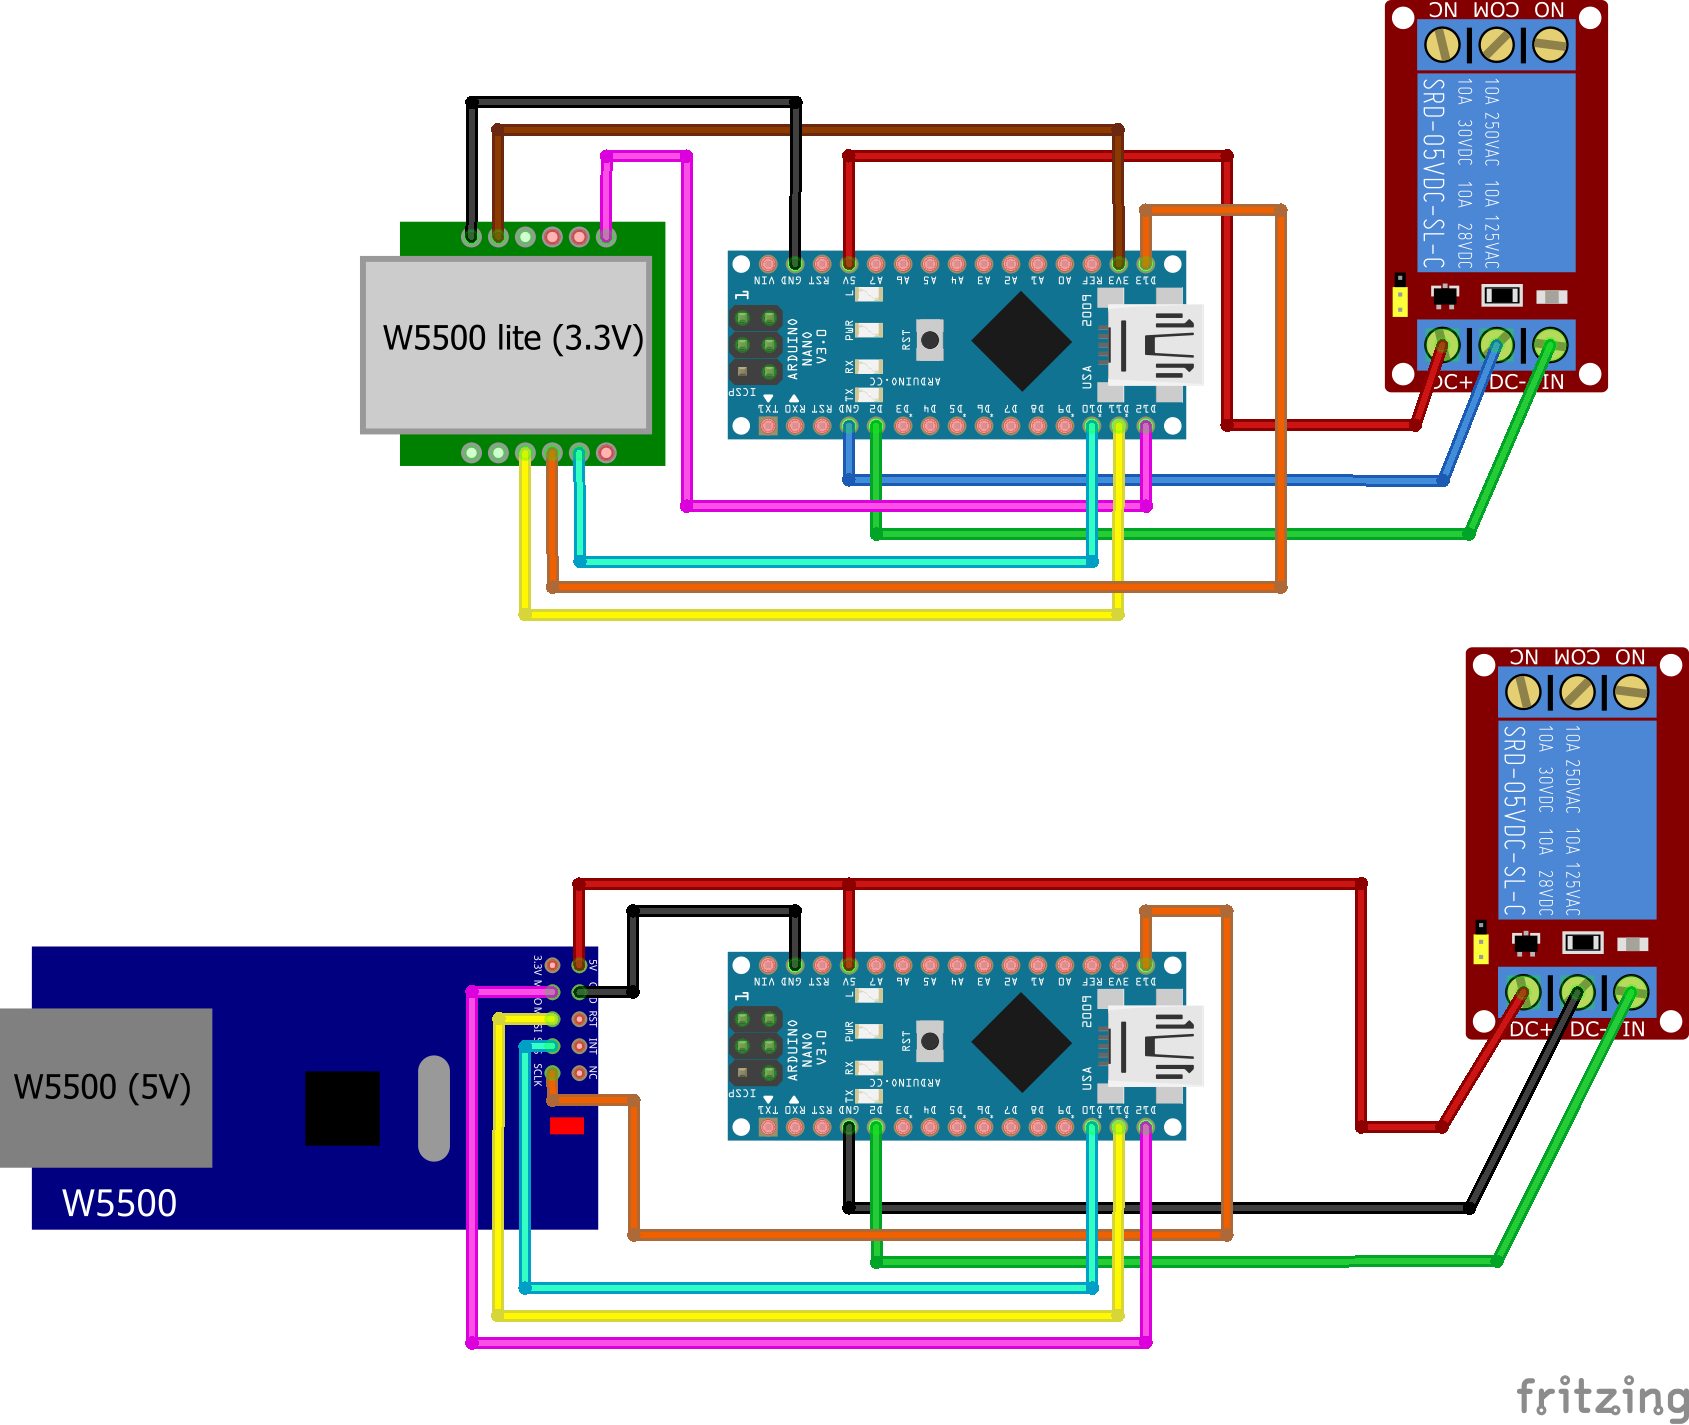 NC COM NO
SRD-05VDC-SL-C
10A 30VDC 10A 28VDC
10A 250VAC 10A 125VAC
DC+ DC- IN
W5500 lite (3.3V)
VIN GND RST 5V A7 A6 A5 A4 A3 A2 A1 A0 REF 3V3 D13
1
L
PWR
RX
TX
RST
ICSP
ARDUINO
NANO
V3.0
ARDUINO.CC
2009
USA
TX1 RX0 RST GND D2 D3 D4 D5 D6 D7 D8 D9 D10 D11 D12
NC COM NO
SRD-05VDC-SL-C
10A 30VDC 10A 28VDC
10A 250VAC 10A 125VAC
DC+ DC- IN
3.3V 5V
RST
INT
SCLK NC
W5500 (5V)
W5500
VIN GND RST 5V A7 A6 A5 A4 A3 A2 A1 A0 REF 3V3 D13
1
L
PWR
RX
TX
RST
ICSP
ARDUINO
NANO
V3.0
ARDUINO.CC
2009
USA
TX1 RX0 RST GND D2 D3 D4 D5 D6 D7 D8 D9 D10 D11 D12
fritzing